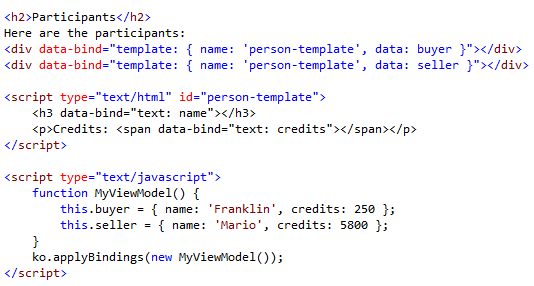 <h2>Participants</h2>
Here are the participants:
<div data-bind="template: { name: 'person-template', data: buyer }"></div>
<div data-bind="template: { name: 'person-template', data: seller }"></div>

<script type="text/html" id="person-template">
    <h3 data-bind="text: name"></h3>
    <p>Credits: <span data-bind="text: credits"></span></p>
</script>

<script type="text/javascript">
    function MyViewModel() {
        this.buyer = { name: 'Franklin', credits: 250 };
        this.seller = { name: 'Mario', credits: 5800 };
    }
    ko.applyBindings(new MyViewModel());
</script>